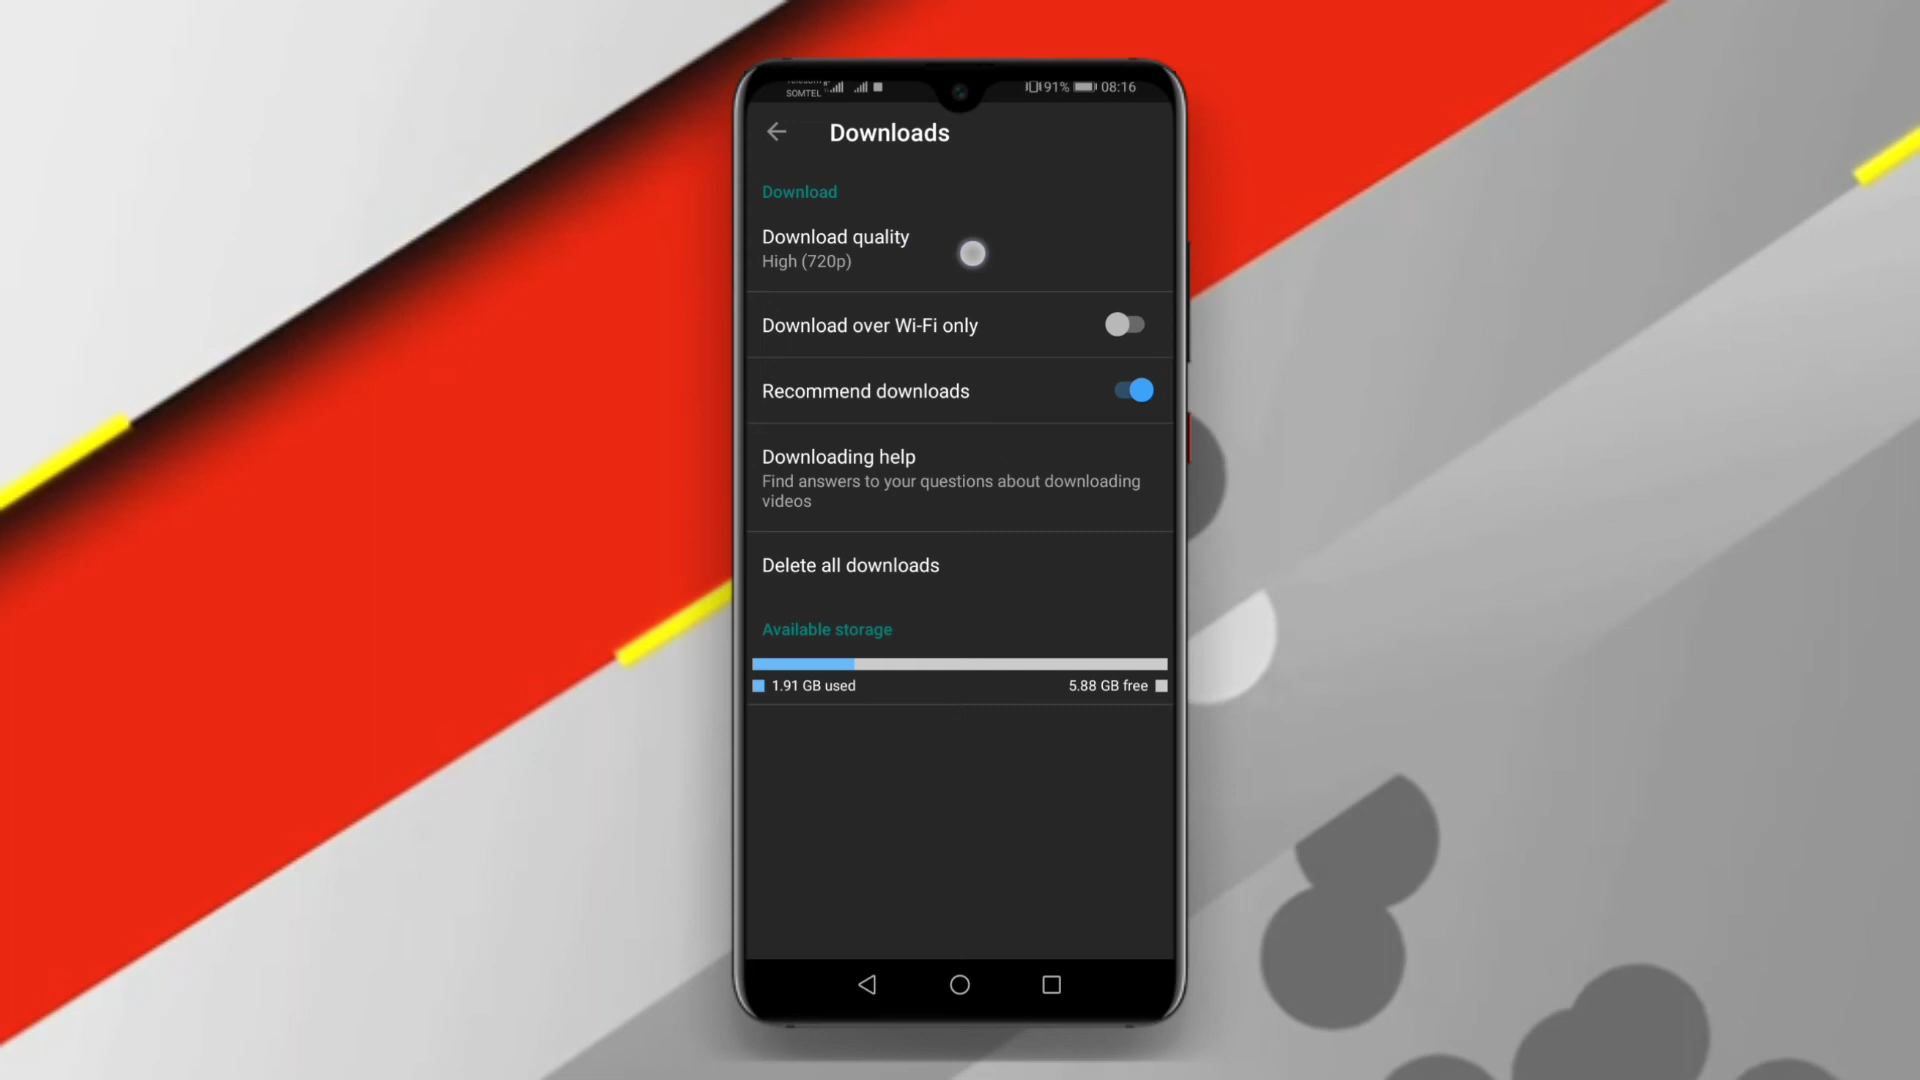 SOMTEL 91% 08:16
Downloads
Download
Download quality
High (720p)
Download over Wi-Fi only
Recommend downloads
Downloading help
Find answers to your questions about downloading
videos
Delete all downloads
Available storage
1.91 GB used 5.88 GB free